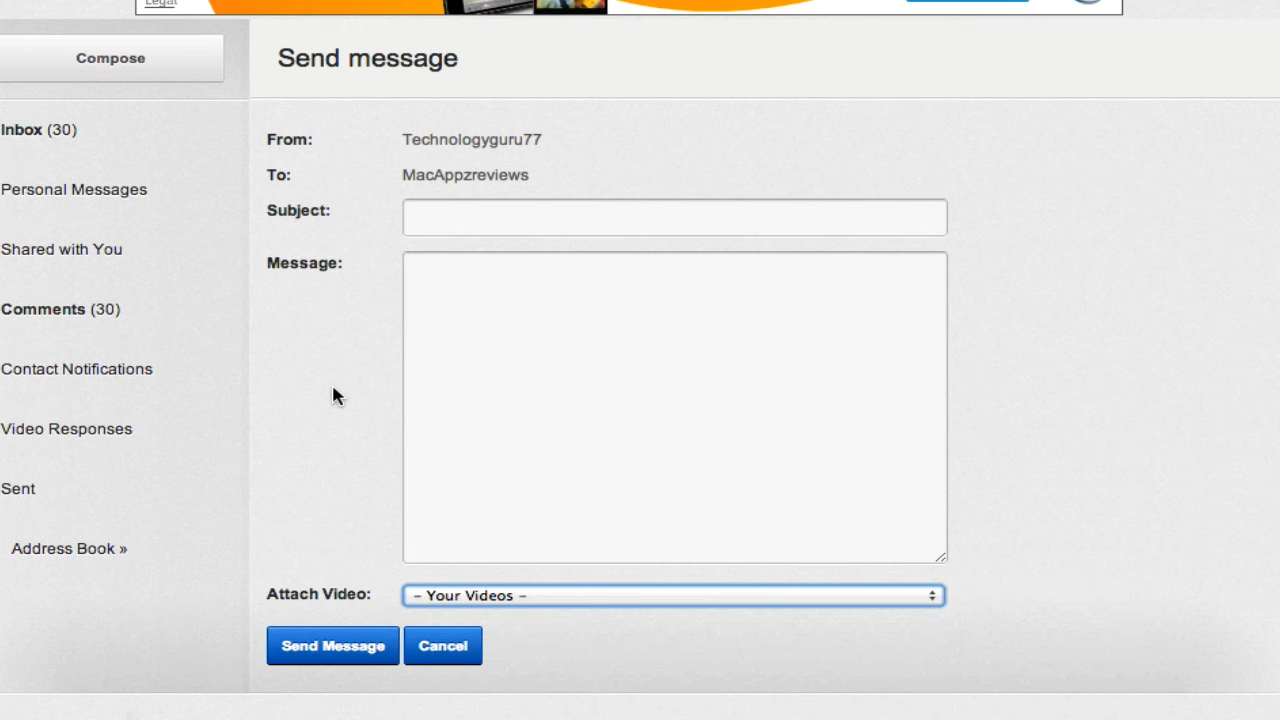 Legal
Compose
Send message
Inbox (30)
Personal Messages
Shared with You
Comments (30)
Contact Notifications
Video Responses
Sent
Address Book »
From: Technologyguru77
To: MacAppzreviews
Subject:
Message:
Attach Video: – Your Videos –
Send Message Cancel